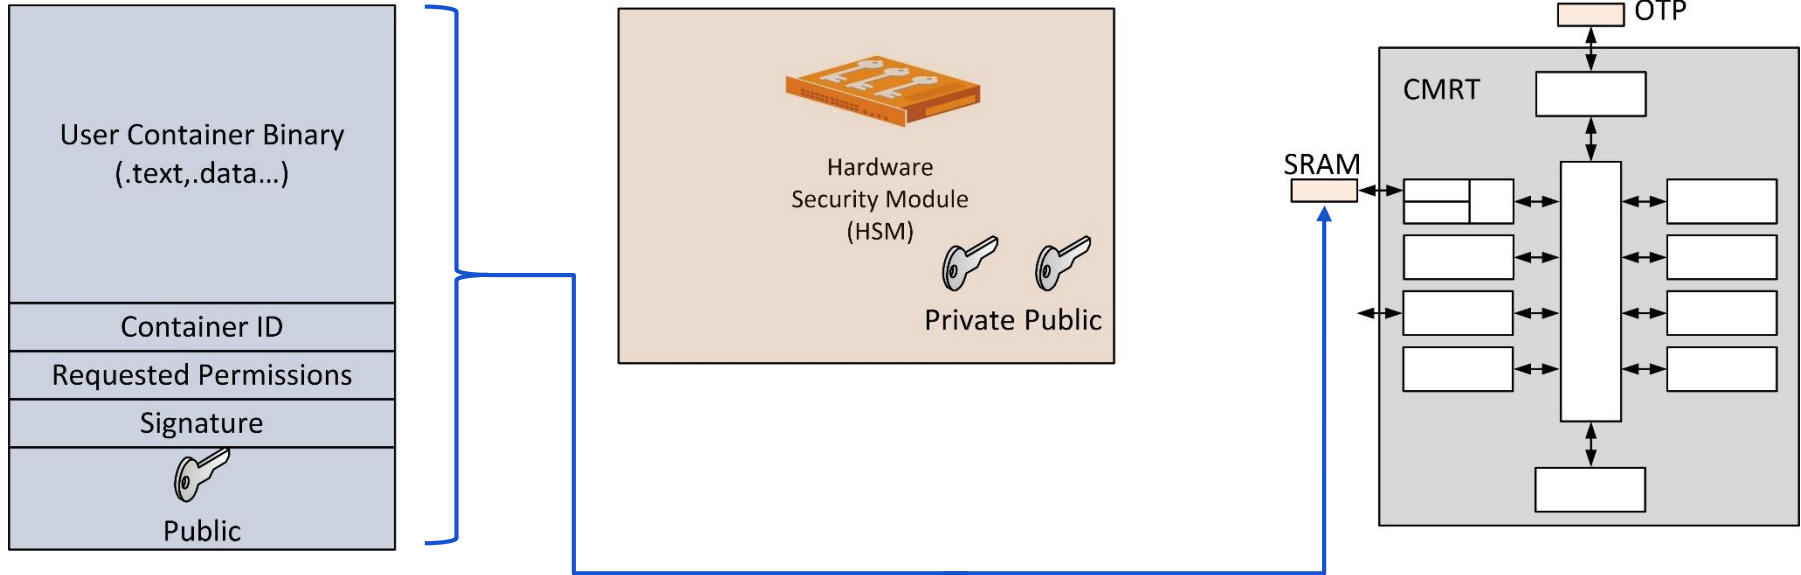 User Container Binary
(.text,.data...)
Container ID
Requested Permissions
Signature
Public
Hardware
Security Module
(HSM)
Private Public
SRAM
OTP
CMRT